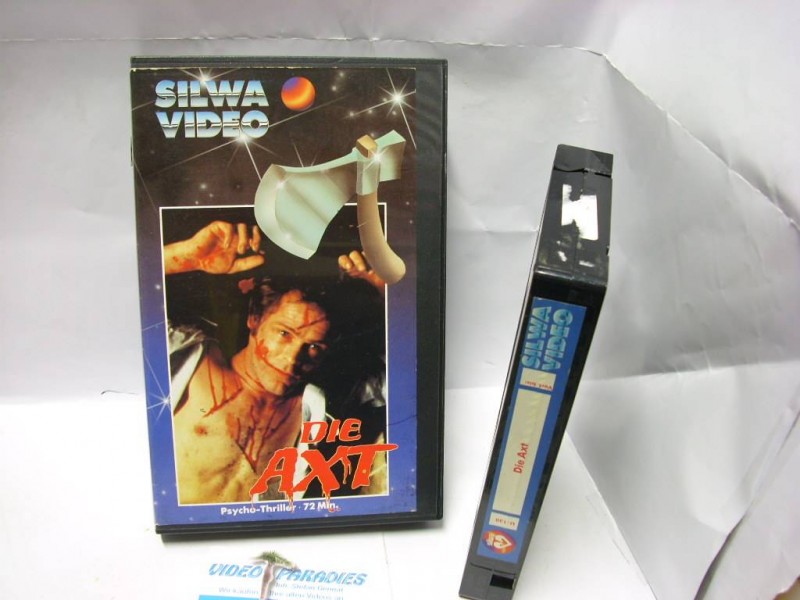 SILWA
VIDEO
DIE
AXT
Psycho-Thriller · 72 Min.
SILWA
VIDEO
Die Axt
VIDEO PARADIES